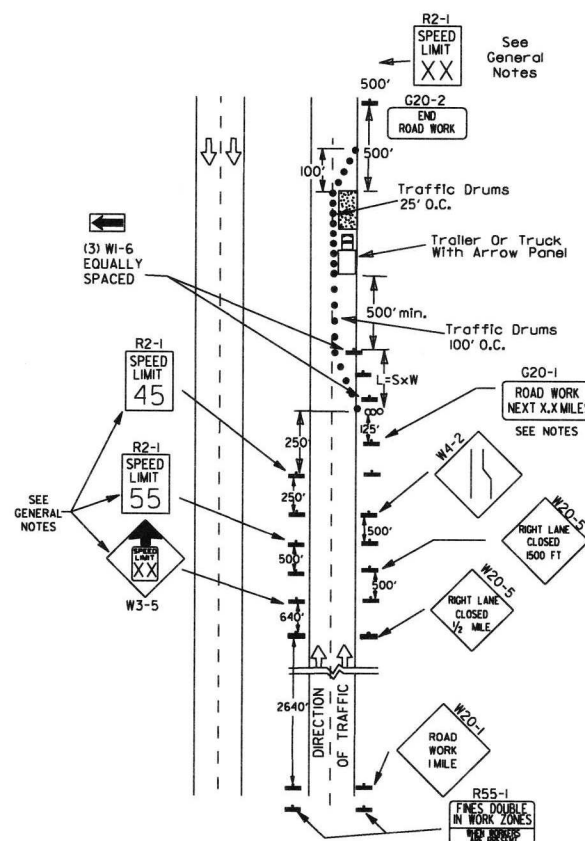 R2-1
SPEED
LIMIT
XX
See
General
Notes
500'
G20-2
END
ROAD WORK
500'
100'
Traffic Drums
25' O.C.
(3) W1-6
EQUALLY
SPACED
Trailer Or Truck
With Arrow Panel
500' min.
Traffic Drums
100' O.C.
R2-1
SPEED
LIMIT
45
L=SxW
G20-1
ROAD WORK
NEXT X.X MILES
SEE NOTES
125'
250'
R2-1
SPEED
LIMIT
55
250'
W4-2
SEE
GENERAL
NOTES
500'
500'
W20-5
RIGHT LANE
CLOSED
1500 FT
SPEED
LIMIT
XX
W3-5
500'
640'
W20-5
RIGHT LANE
CLOSED
1/2 MILE
2640'
DIRECTION
OF TRAFFIC
W20-1
ROAD
WORK
1 MILE
R55-1
FINES DOUBLE
IN WORK ZONES
WHEN WORKERS
ARE PRESENT